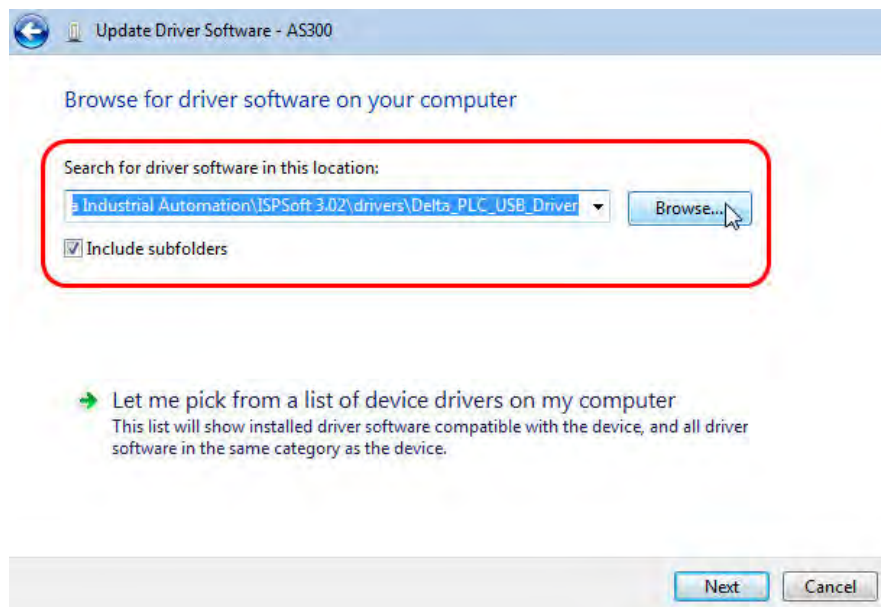 Update Driver Software - AS300
Browse for driver software on your computer
Search for driver software in this location:
a Industrial Automation\ISPSoft 3.02\drivers\Delta_PLC_USB_Driver
Browse...
Include subfolders
Let me pick from a list of device drivers on my computer
This list will show installed driver software compatible with the device, and all driver
software in the same category as the device.
Next
Cancel